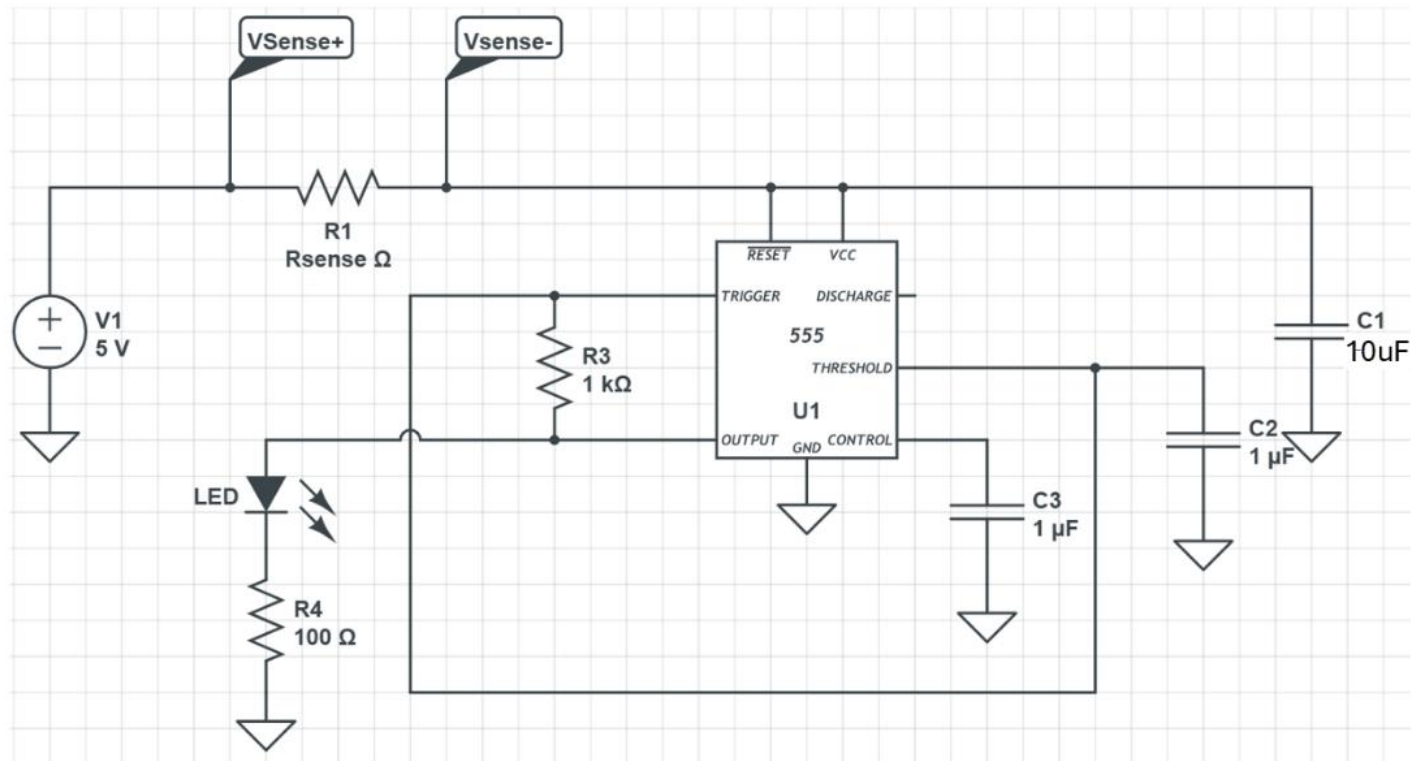 VSense+
Vsense-
R1
Rsense Ω
V1
5 V
RESET
VCC
TRIGGER
DISCHARGE
555
THRESHOLD
U1
OUTPUT
GND
CONTROL
R3
1 kΩ
C1
10uF
C2
1 μF
C3
1 μF
LED
R4
100 Ω